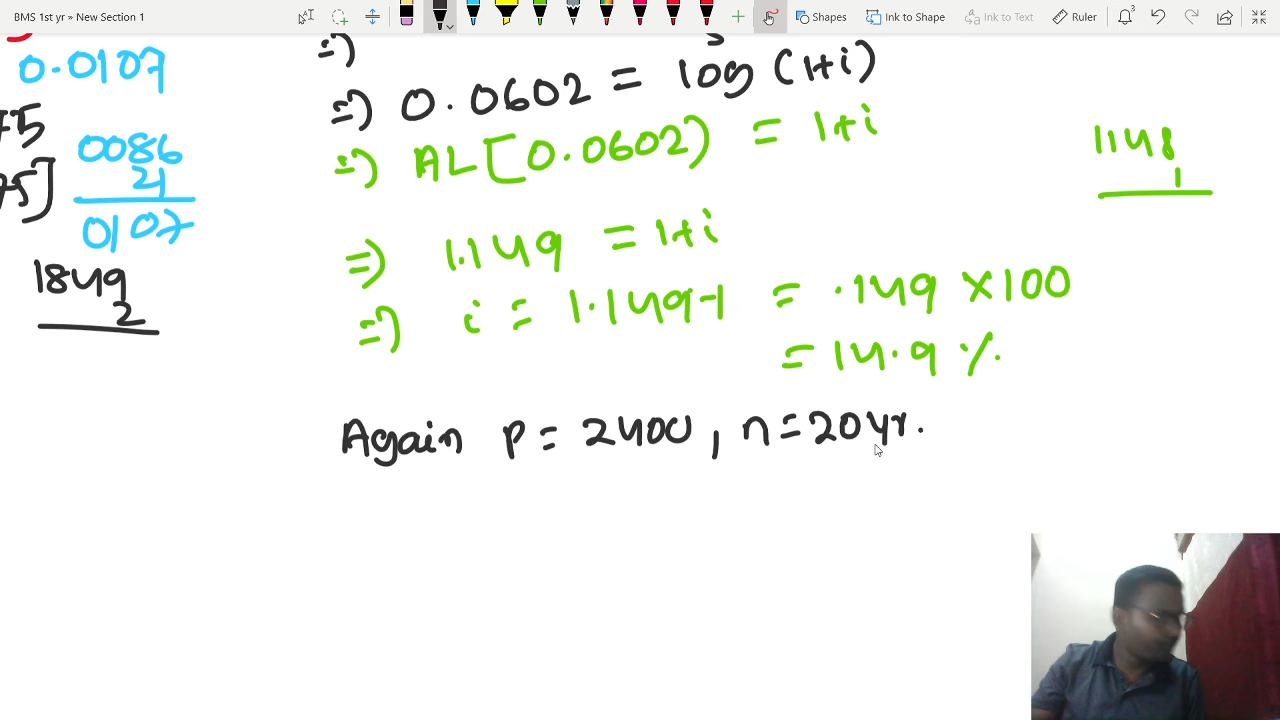 BMS 1st yr » New Section 1
Shapes
Ink to Shape
Ink to Text
Ruler
0.0107
=)
=) 0.0602 = log (1+i)
=) AL[0.0602) = 1+i
75]
0086
21
0107
1148
1
=) 1.149 = 1+i
1849
2
=) i = 1.149-1 = .149 × 100
= 14.9 %
Again P = 2400, n=20yr.